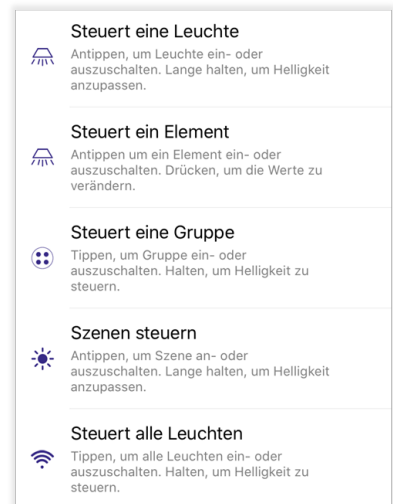 Steuert eine Leuchte
Antippen, um Leuchte ein- oder
auszuschalten. Lange halten, um Helligkeit
anzupassen.
Steuert ein Element
Antippen um ein Element ein- oder
auszuschalten. Drücken, um die Werte zu
verändern.
Steuert eine Gruppe
Tippen, um Gruppe ein- oder
auszuschalten. Halten, um Helligkeit zu
steuern.
Szenen steuern
Antippen, um Szene an- oder
auszuschalten. Lange halten, um Helligkeit
anzupassen.
Steuert alle Leuchten
Tippen, um alle Leuchten ein- oder
auszuschalten. Halten, um Helligkeit zu
steuern.